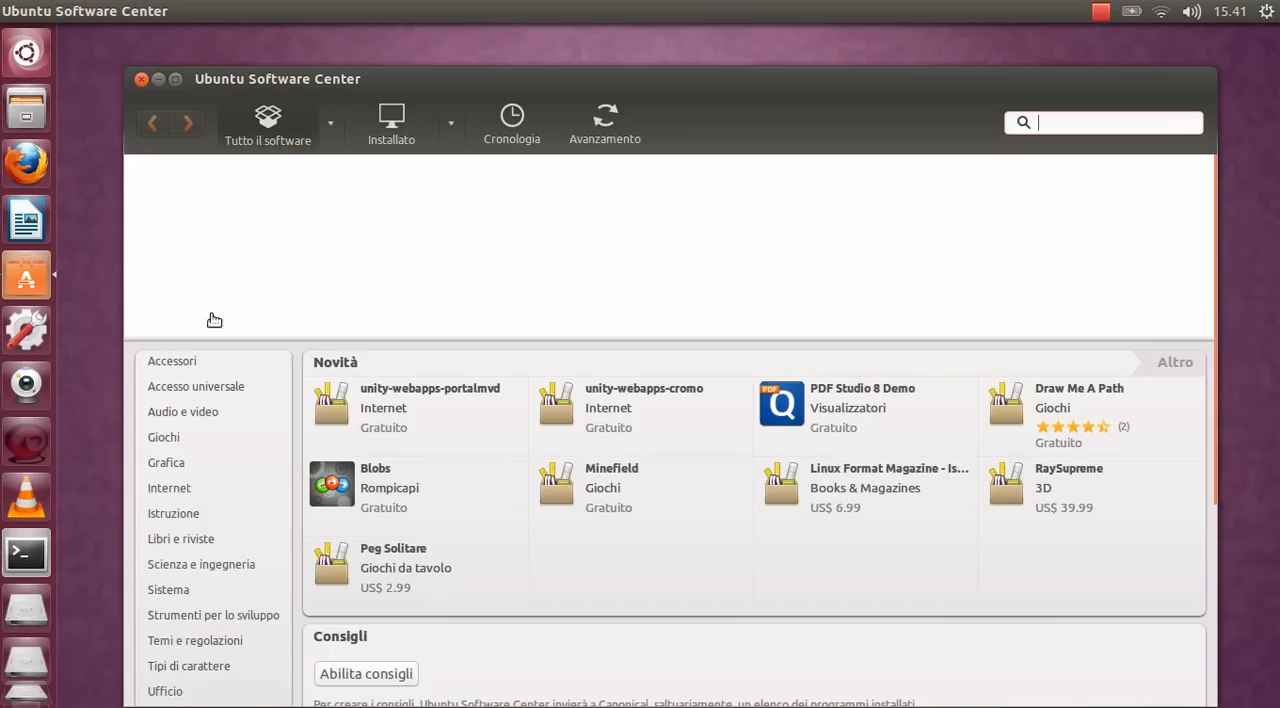 Ubuntu Software Center
15.41
Ubuntu Software Center
Tutto il software
Installato
Cronologia
Avanzamento
Accessori
Accesso universale
Audio e video
Giochi
Grafica
Internet
Istruzione
Libri e riviste
Scienza e ingegneria
Sistema
Strumenti per lo sviluppo
Temi e regolazioni
Tipi di carattere
Ufficio
Novità
Altro
unity-webapps-portalmvd
Internet
Gratuito
unity-webapps-cromo
Internet
Gratuito
PDF Studio 8 Demo
Visualizzatori
Gratuito
Draw Me A Path
Giochi
(2)
Gratuito
Blobs
Rompicapi
Gratuito
Minefield
Giochi
Gratuito
Linux Format Magazine - Is...
Books & Magazines
US$ 6.99
RaySupreme
3D
US$ 39.99
Peg Solitare
Giochi da tavolo
US$ 2.99
Consigli
Abilita consigli
Per creare i consigli, Ubuntu Software Center invierà a Canonical, saltuariamente, un elenco dei programmi installati.